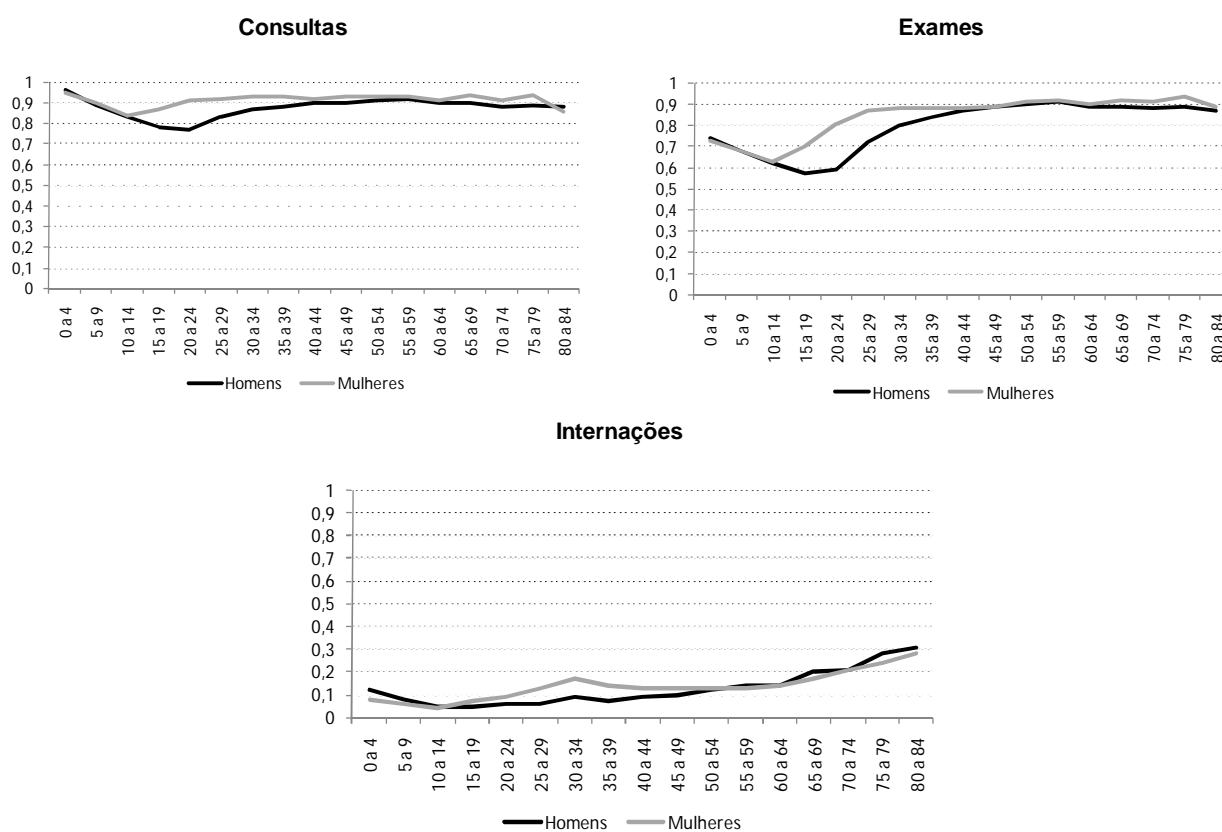 Consultas
1
0,9
0,8
0,7
0,6
0,5
0,4
0,3
0,2
0,1
0
0 a 4
5 a 9
10 a 14
15 a 19
20 a 24
25 a 29
30 a 34
35 a 39
40 a 44
45 a 49
50 a 54
55 a 59
60 a 64
65 a 69
70 a 74
75 a 79
80 a 84
Homens Mulheres
Exames
1
0,9
0,8
0,7
0,6
0,5
0,4
0,3
0,2
0,1
0
0 a 4
5 a 9
10 a 14
15 a 19
20 a 24
25 a 29
30 a 34
35 a 39
40 a 44
45 a 49
50 a 54
55 a 59
60 a 64
65 a 69
70 a 74
75 a 79
80 a 84
Homens Mulheres
Internações
1
0,9
0,8
0,7
0,6
0,5
0,4
0,3
0,2
0,1
0
0 a 4
5 a 9
10 a 14
15 a 19
20 a 24
25 a 29
30 a 34
35 a 39
40 a 44
45 a 49
50 a 54
55 a 59
60 a 64
65 a 69
70 a 74
75 a 79
80 a 84
Homens Mulheres